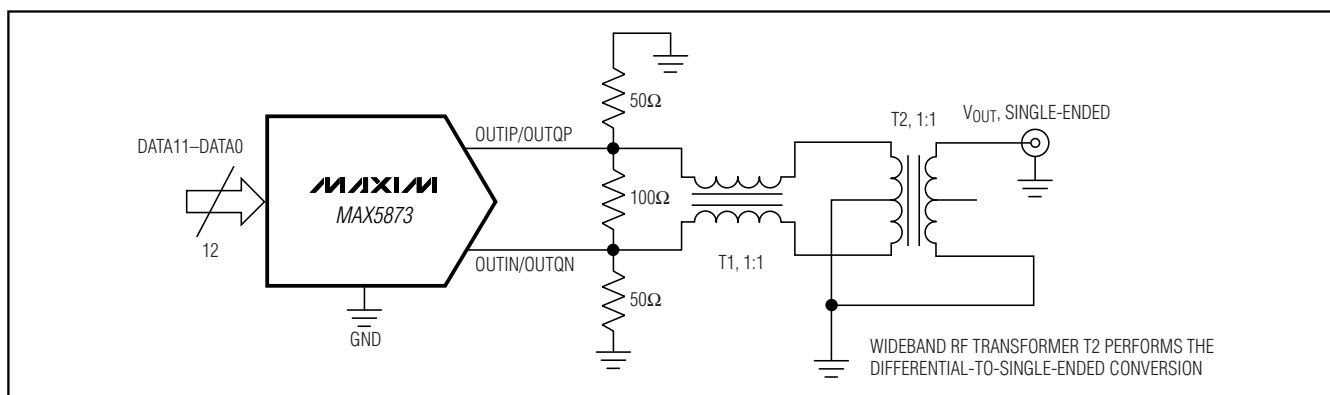 50Ω
T2, 1:1
VOUT, SINGLE-ENDED
DATA11–DATA0
OUTIP/OUTQP
MAXIM
MAX5873
100Ω
12
OUTIN/OUTQN
T1, 1:1
50Ω
GND
WIDEBAND RF TRANSFORMER T2 PERFORMS THE
DIFFERENTIAL-TO-SINGLE-ENDED CONVERSION